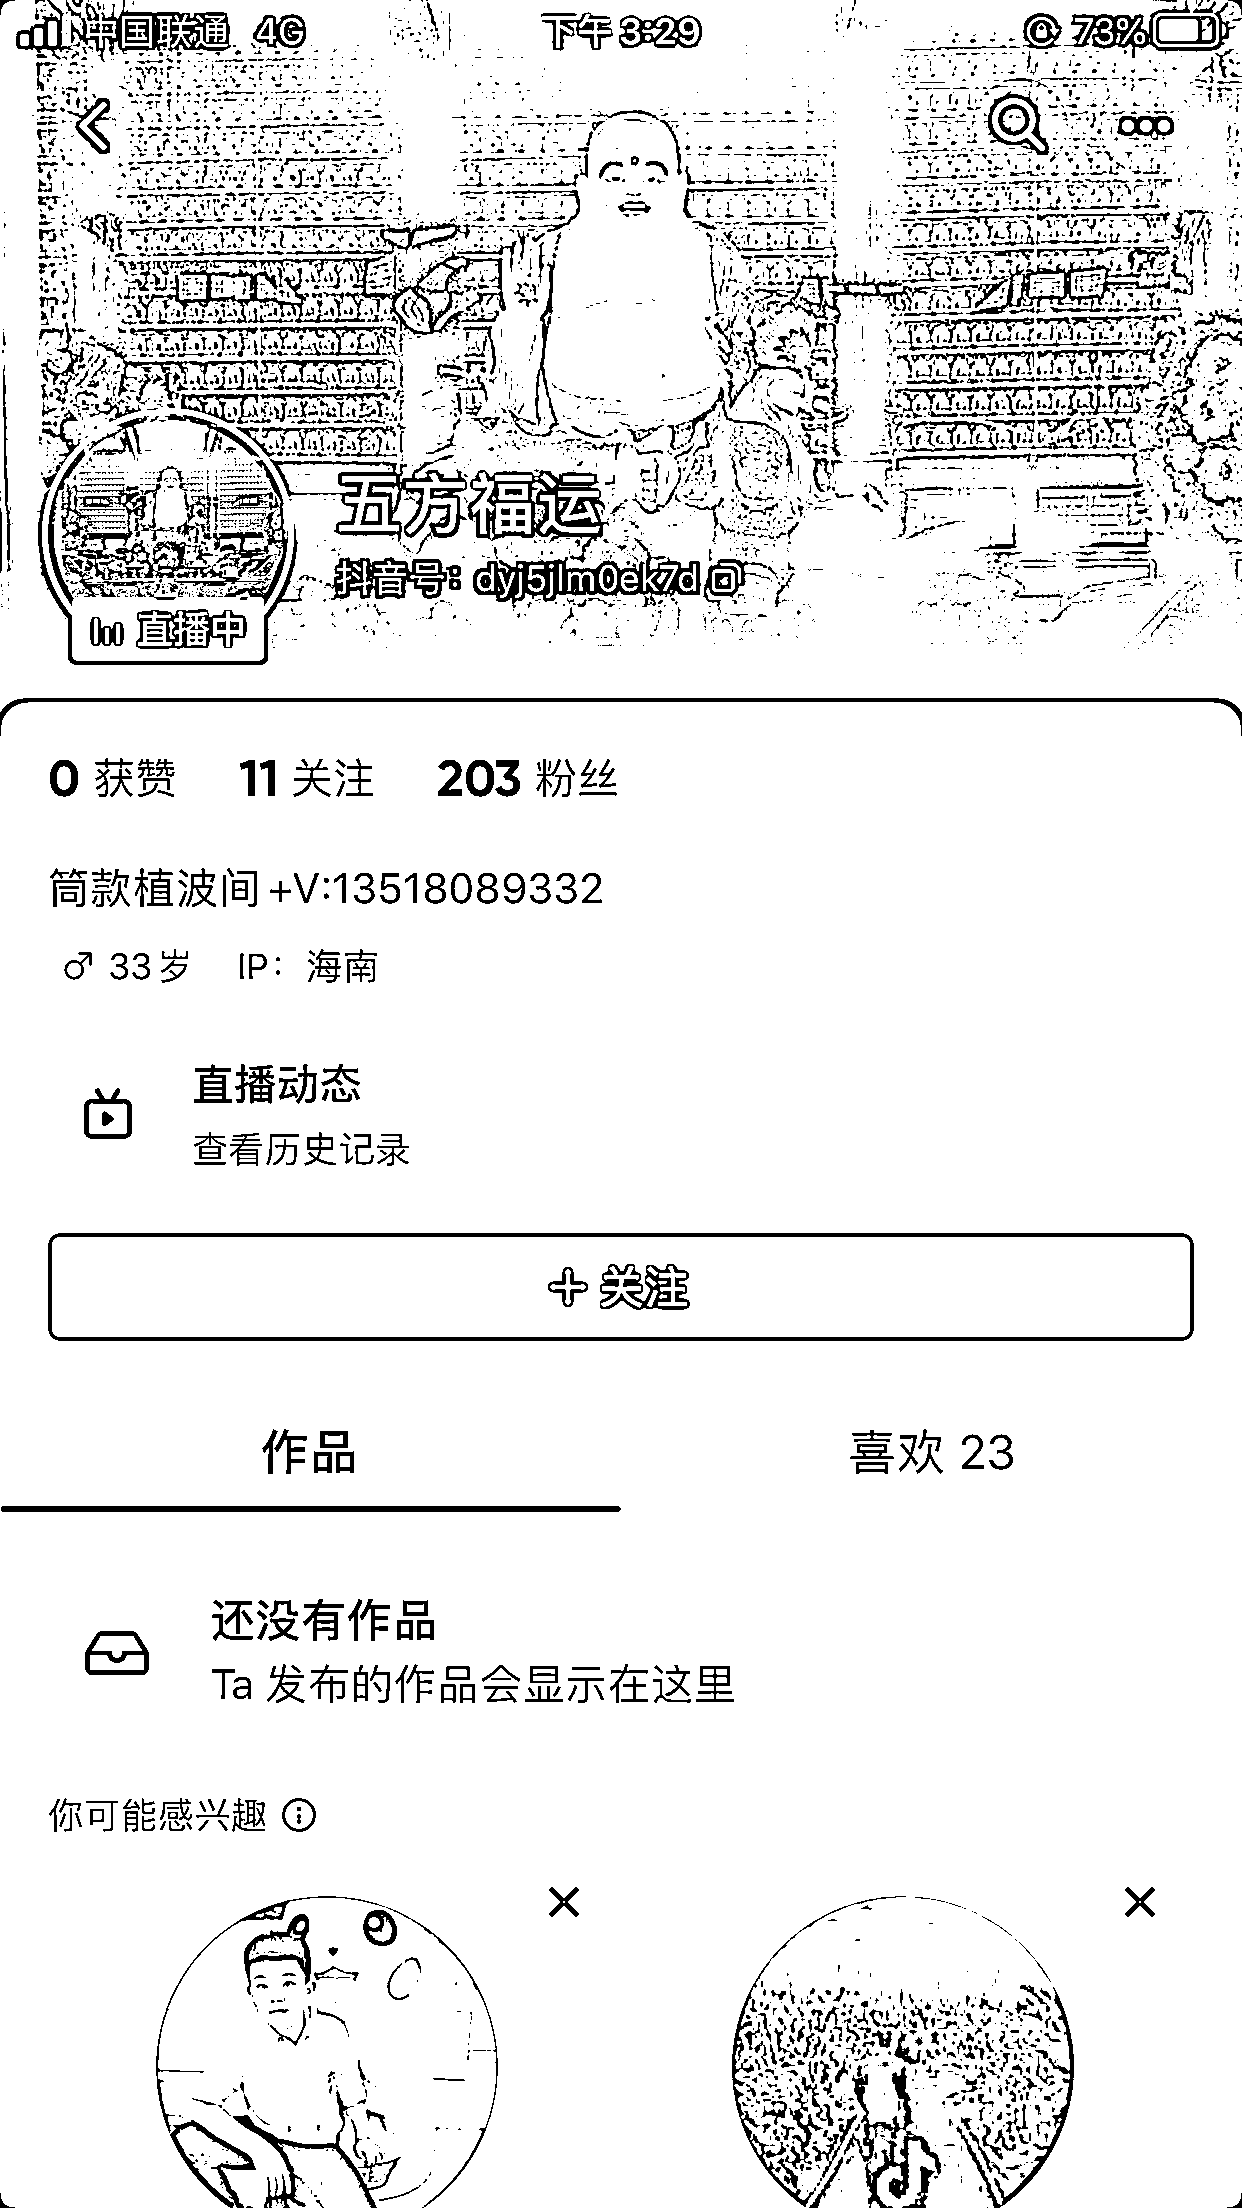 中国联通 4G 下午 3:29 73%
五方福运
抖音号：dyj5jlm0ek7d
直播中
0 获赞 11 关注 203 粉丝
筒款植波间+V:13518089332
♂ 33岁 IP：海南
直播动态
查看历史记录
+ 关注
作品 喜欢 23
还没有作品
Ta 发布的作品会显示在这里
你可能感兴趣